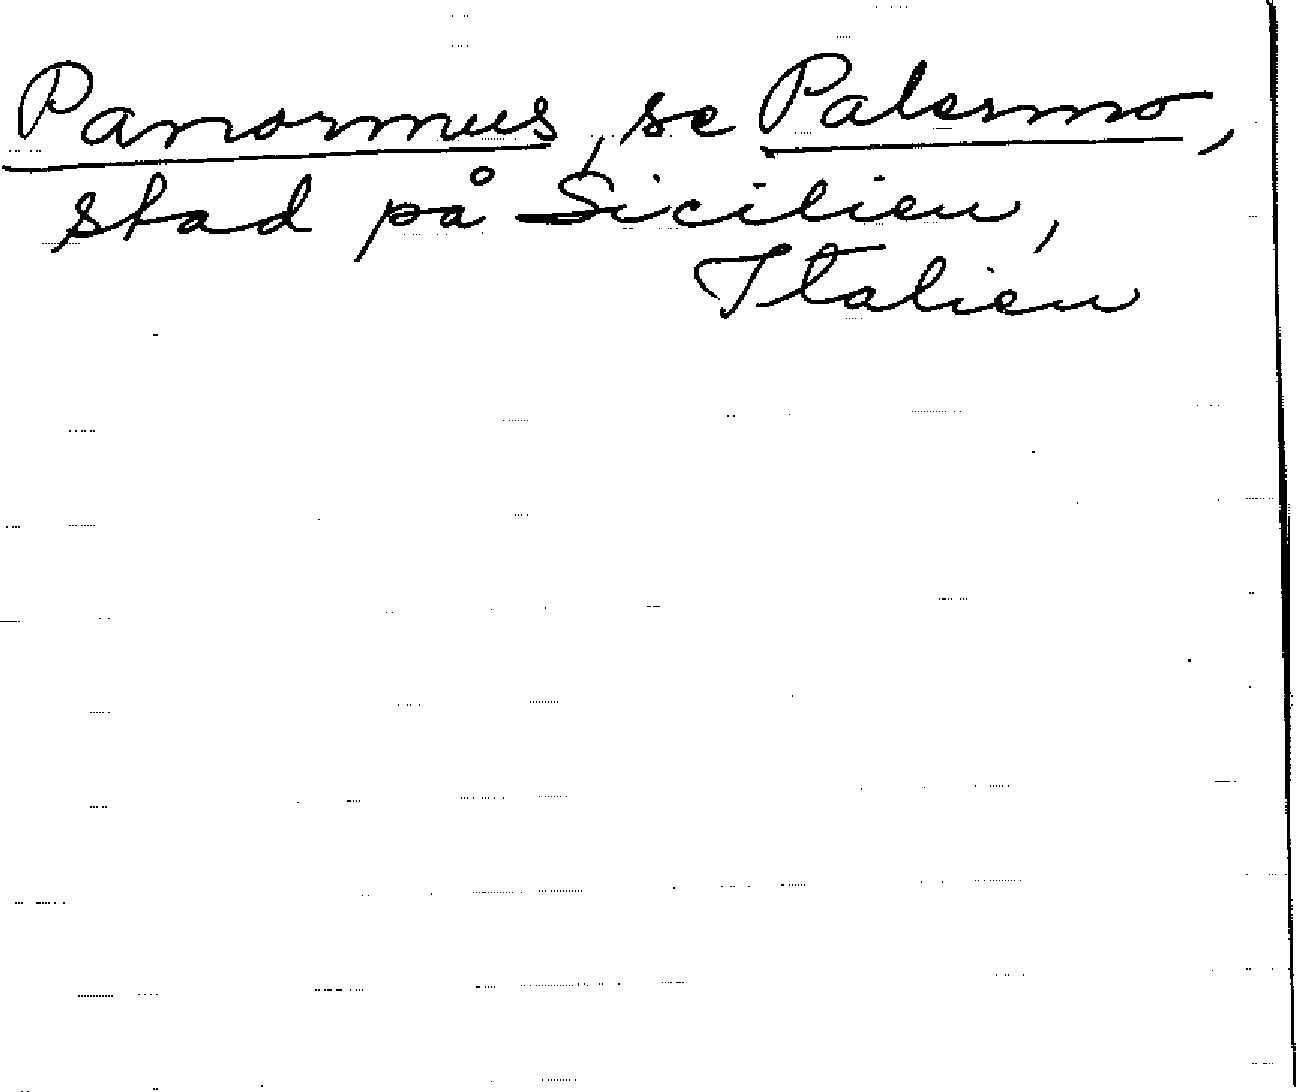 Panormus, se Palermo,
stad på Sicilien,
Italien